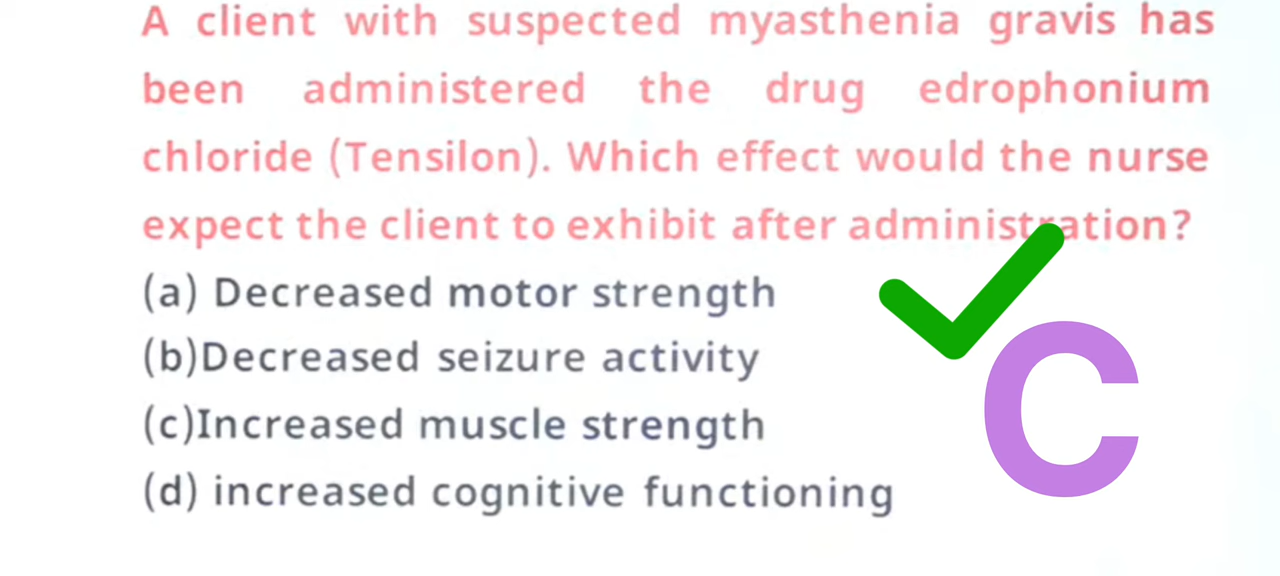 A client with suspected myasthenia gravis has
been administered the drug edrophonium
chloride (Tensilon). Which effect would the nurse
expect the client to exhibit after administration?
(a) Decreased motor strength
(b)Decreased seizure activity
(c)Increased muscle strength
(d) increased cognitive functioning
C